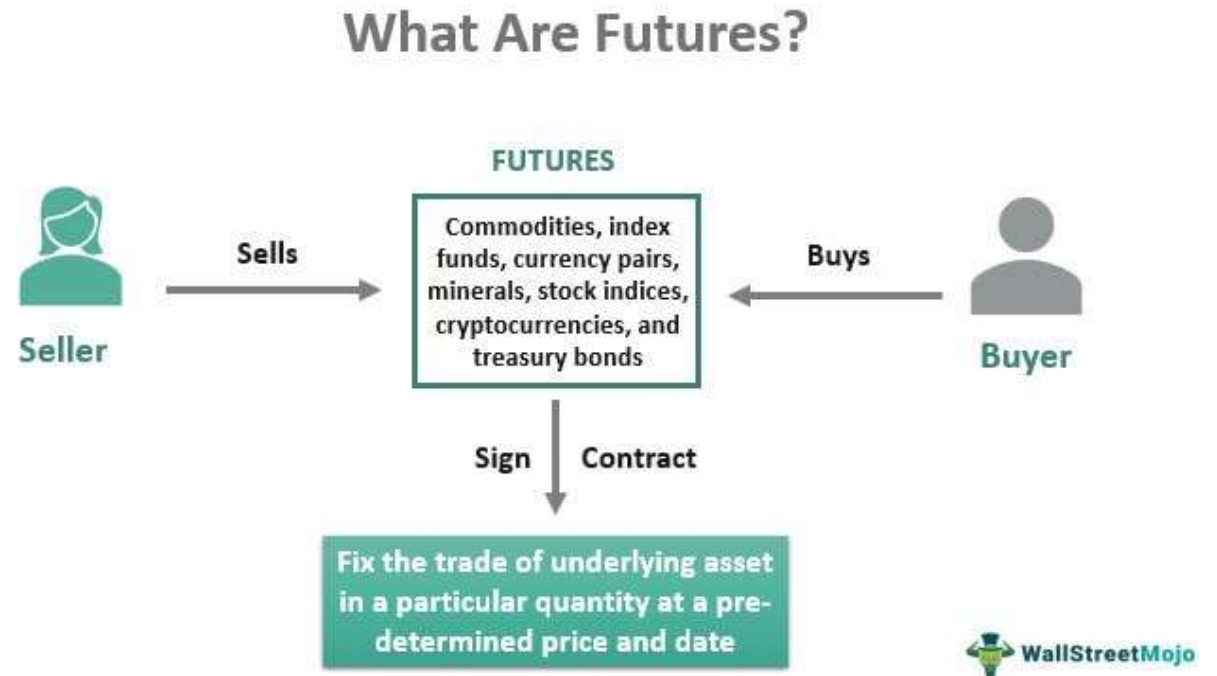 What Are Futures?
FUTURES
Commodities, index
funds, currency pairs,
minerals, stock indices,
cryptocurrencies, and
treasury bonds
Sells
Buys
Seller
Buyer
Sign Contract
Fix the trade of underlying asset
in a particular quantity at a pre-
determined price and date
WallStreetMojo